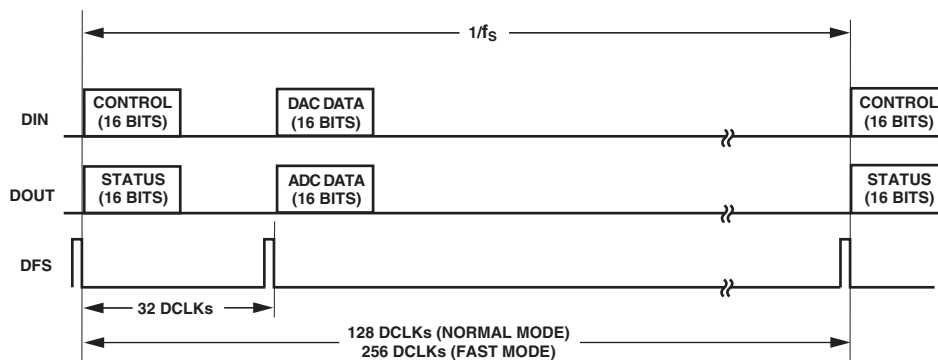 1/fS
DIN
CONTROL
(16 BITS)
DAC DATA
(16 BITS)
CONTROL
(16 BITS)
DOUT
STATUS
(16 BITS)
ADC DATA
(16 BITS)
STATUS
(16 BITS)
DFS
32 DCLKs
128 DCLKs (NORMAL MODE)
256 DCLKs (FAST MODE)